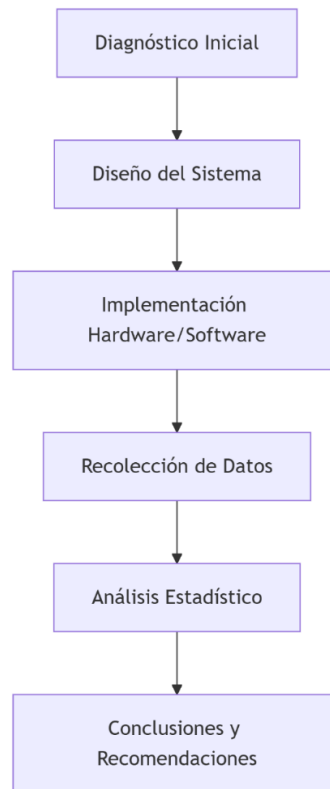 Diagnóstico Inicial
Diseño del Sistema
Implementación
Hardware/Software
Recolección de Datos
Análisis Estadístico
Conclusiones y
Recomendaciones